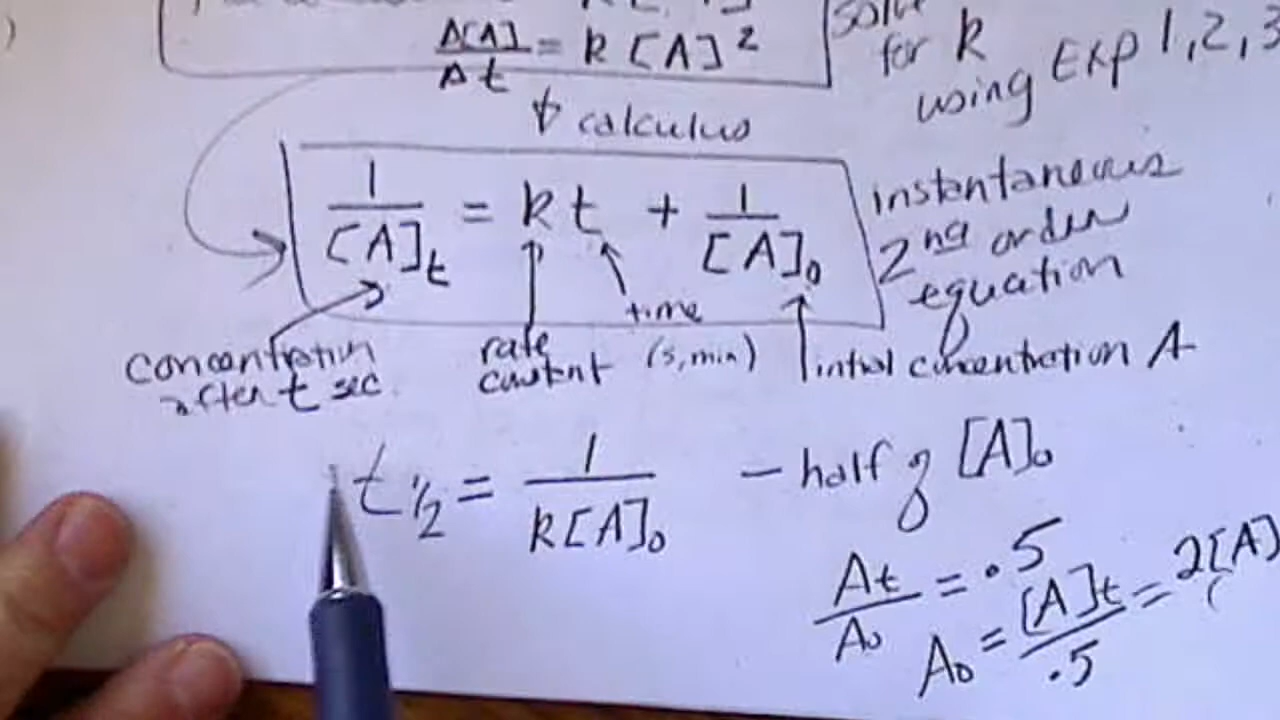 Δ[A]/Δt = k [A]²
solve
for k
using Exp 1, 2, 3
calculus
1/[A]t = kt + 1/[A]₀
instantaneous
2nd order
equation
concentration
after t sec.
rate
constant
time
(s, min)
initial concentration A
t ½ = 1/k[A]₀ – half of [A]₀
At/A₀ = .5
A₀ = [A]t/.5 = 2[A]